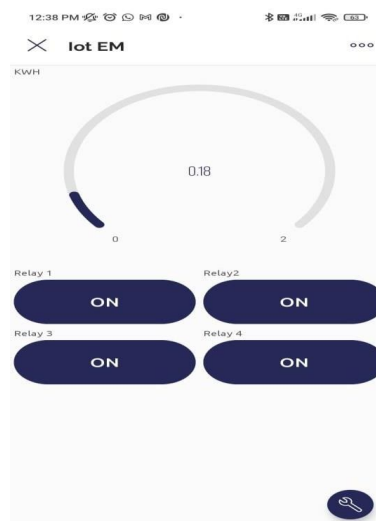 12:38 PM
Iot EM
KWH
0.18
0 2
Relay 1 Relay2
ON ON
Relay 3 Relay 4
ON ON